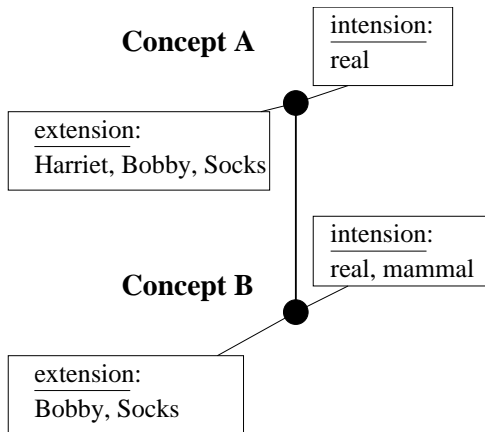 Concept A
intension:
real
extension:
Harriet, Bobby, Socks
Concept B
intension:
real, mammal
extension:
Bobby, Socks